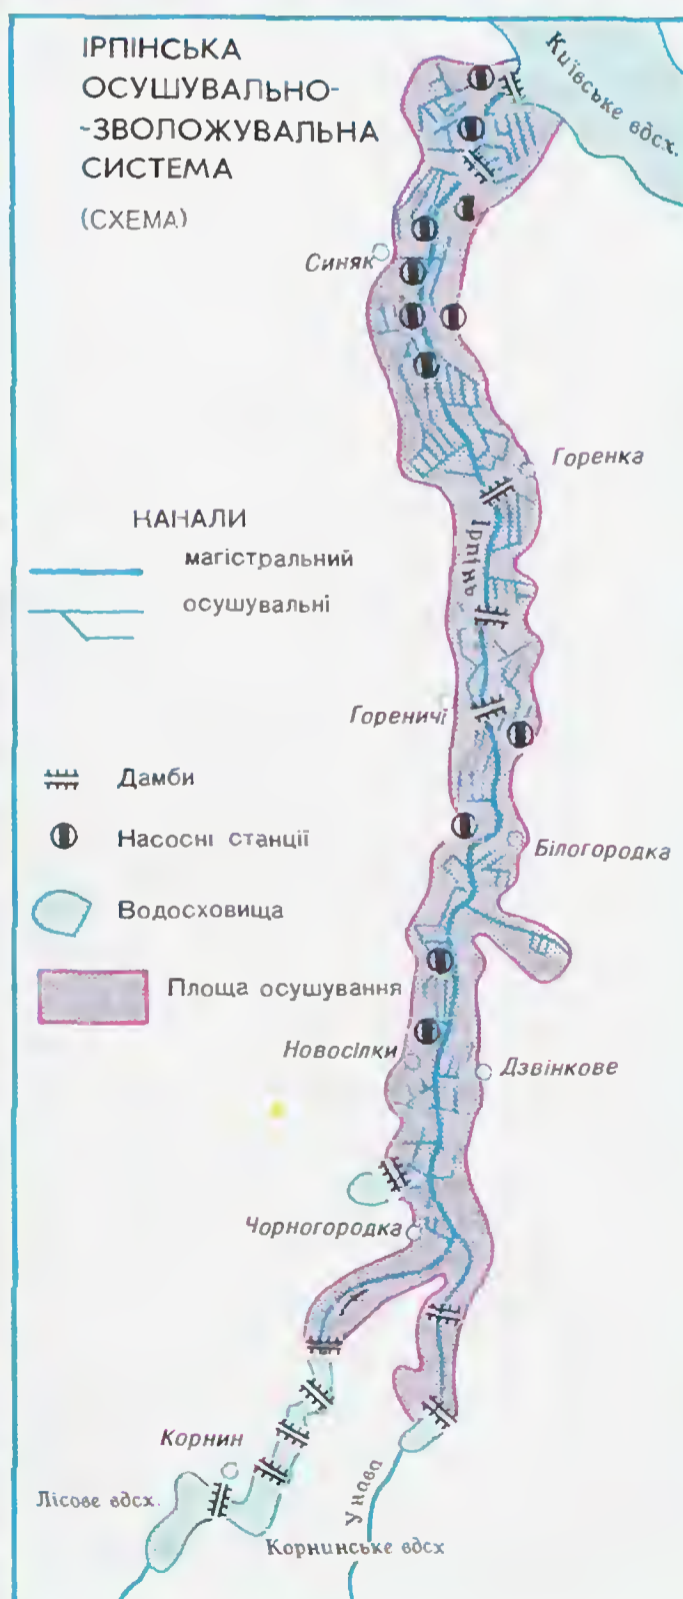 ІРПІНСЬКА
ОСУШУВАЛЬНО-
-ЗВОЛОЖУВАЛЬНА
СИСТЕМА
(СХЕМА)
Київське вдсх.
Синяк
Горенка
КАНАЛИ
магістральний
осушувальні
Ірпінь
Гореничі
Дамби
Насосні станції
Білогородка
Водосховища
Площа осушування
Новосілки
Дзвінкове
Чорногородка
Корнин
Лісове вдсх.
Унава
Корнинське вдсх